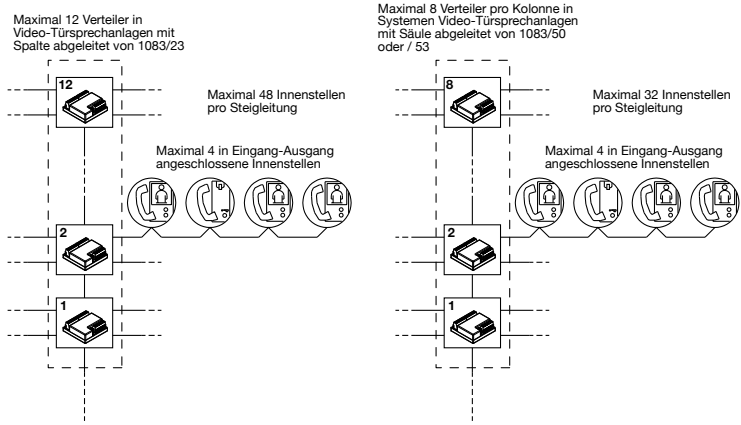 Maximal 12 Verteiler in
Video-Türsprechanlagen mit
Spalte abgeleitet von 1083/23
12
Maximal 48 Innenstellen
pro Steigleitung
Maximal 4 in Eingang-Ausgang
angeschlossene Innenstellen
2
1
Maximal 8 Verteiler pro Kolonne in
Systemen Video-Türsprechanlagen
mit Säule abgeleitet von 1083/50
oder / 53
8
Maximal 32 Innenstellen
pro Steigleitung
Maximal 4 in Eingang-Ausgang
angeschlossene Innenstellen
2
1